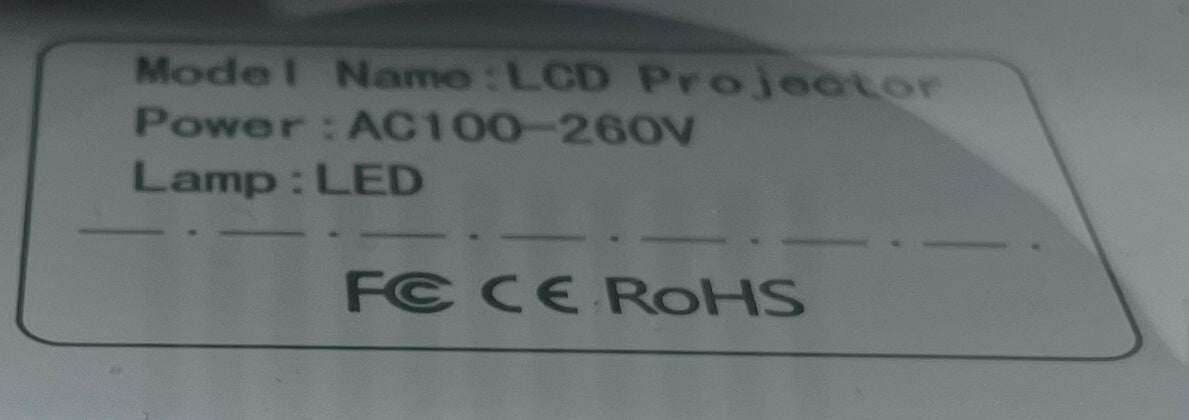 Model Name:LCD Projector
Power:AC100-260V
Lamp:LED
FC CE RoHS